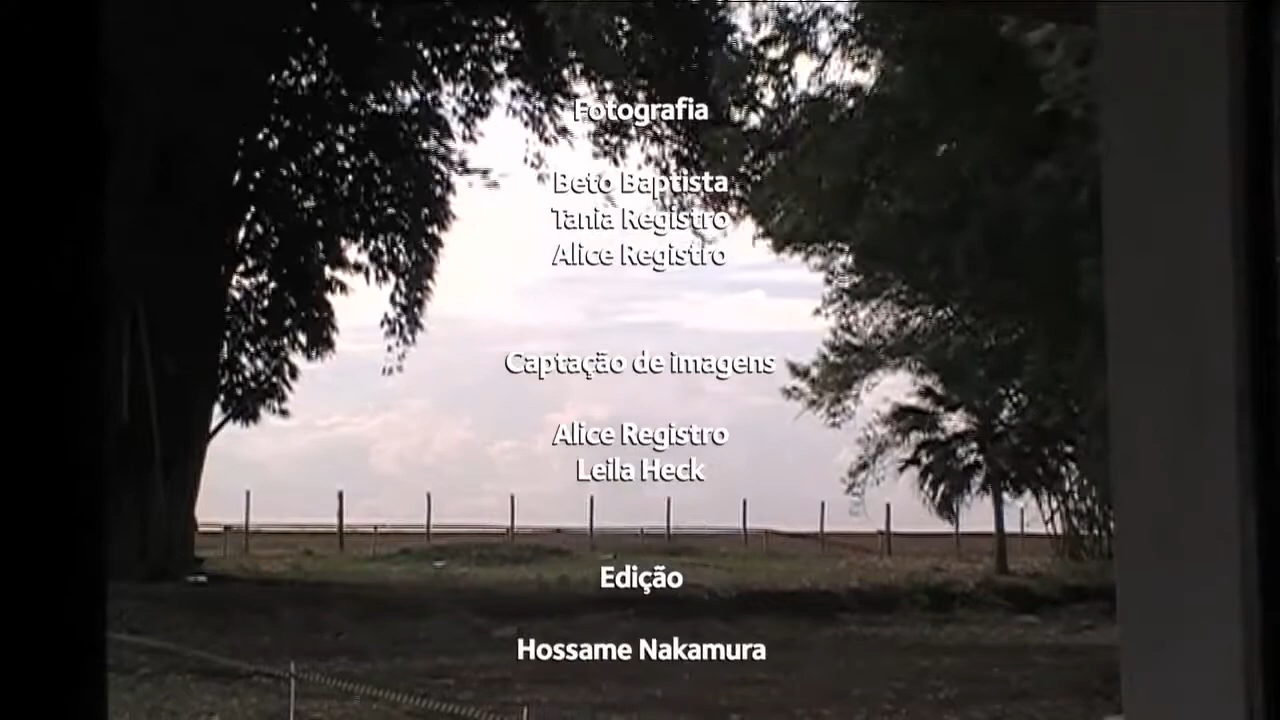 Fotografia
Beto Baptista
Tania Registro
Alice Registro
Captação de imagens
Alice Registro
Leila Heck
Edição
Hossame Nakamura